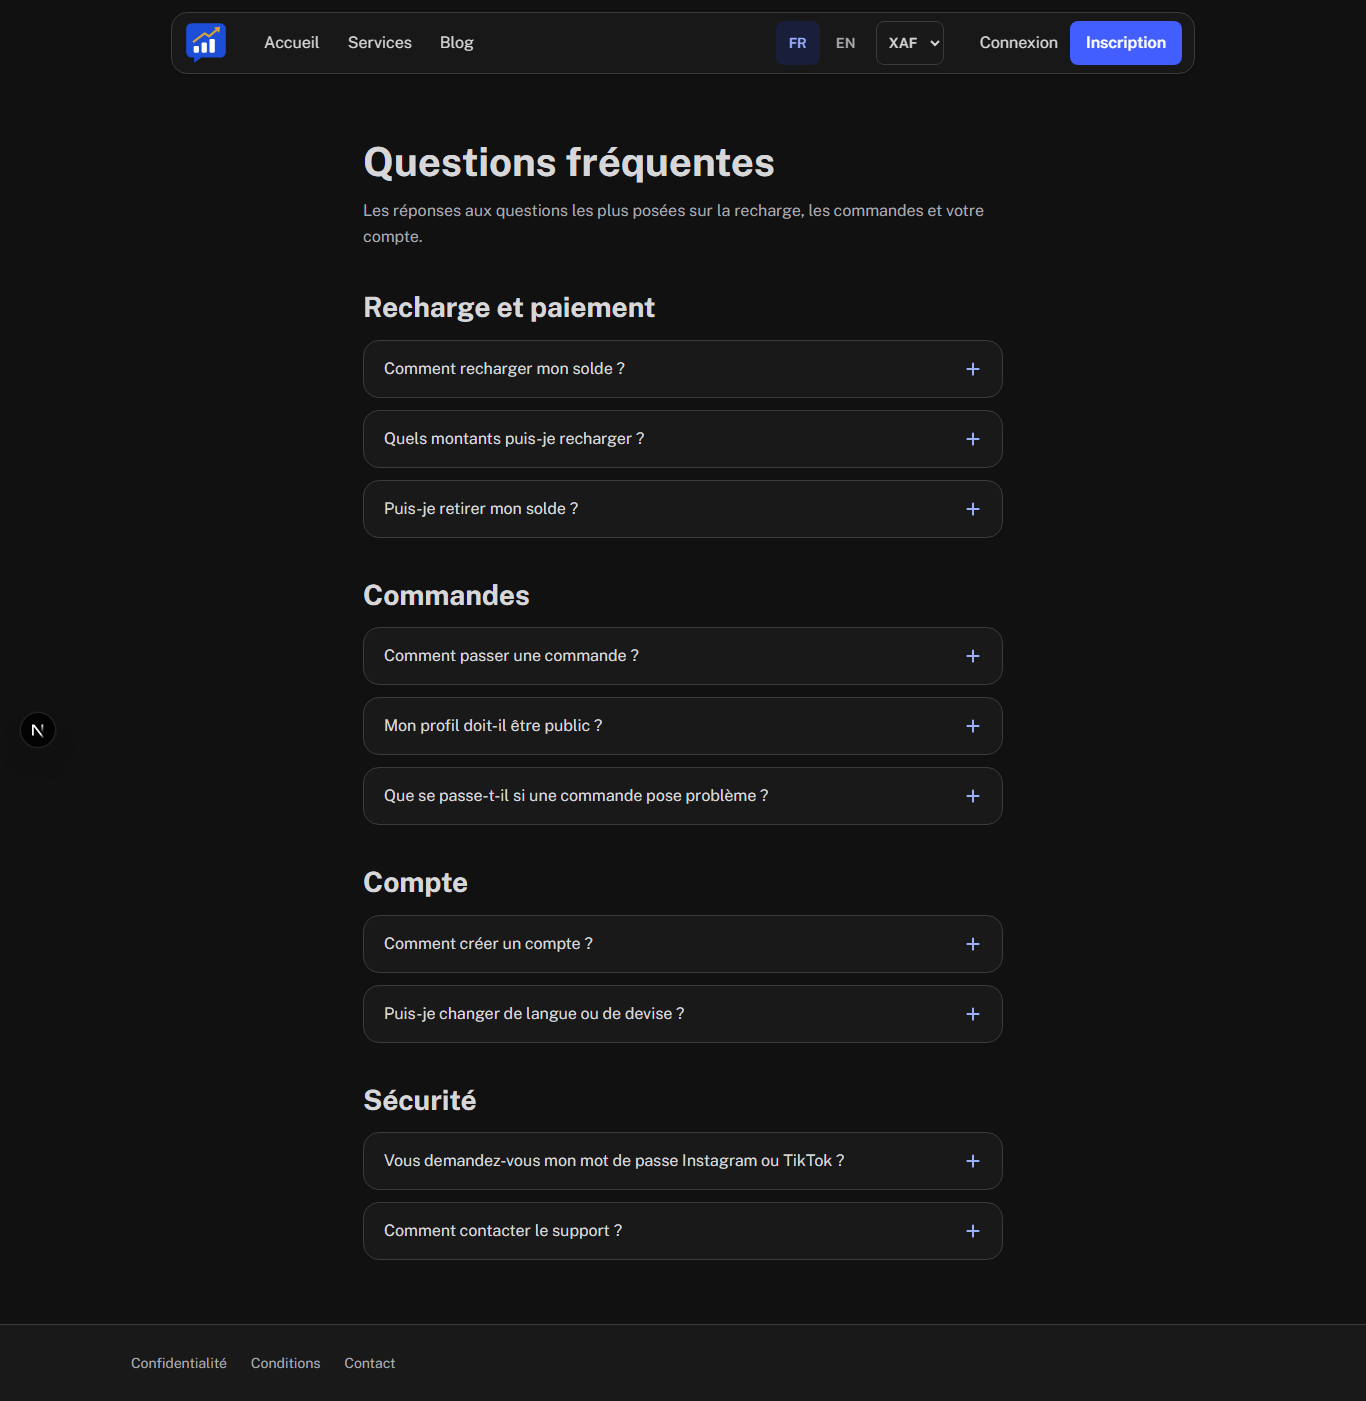 Accueil Services Blog FR EN XAF Connexion Inscription
Questions fréquentes
Les réponses aux questions les plus posées sur la recharge, les commandes et votre
compte.
Recharge et paiement
Comment recharger mon solde ?
Quels montants puis-je recharger ?
Puis-je retirer mon solde ?
Commandes
Comment passer une commande ?
Mon profil doit-il être public ?
Que se passe-t-il si une commande pose problème ?
Compte
Comment créer un compte ?
Puis-je changer de langue ou de devise ?
Sécurité
Vous demandez-vous mon mot de passe Instagram ou TikTok ?
Comment contacter le support ?
Confidentialité Conditions Contact